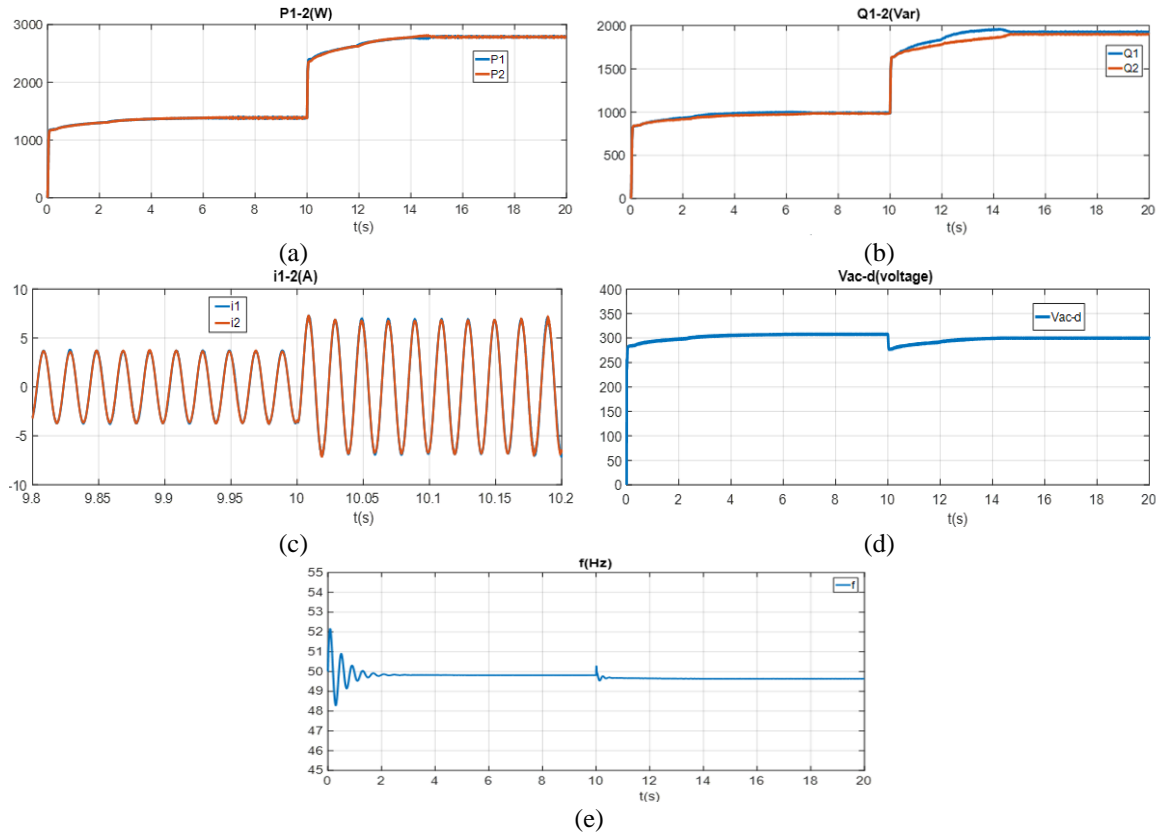 P1-2(W)
3000
2000
1000
0
P1
P2
0 2 4 6 8 10 12 14 16 18 20
t(s)
(a)
Q1-2(Var)
2000
1500
1000
500
0
Q1
Q2
0 2 4 6 8 10 12 14 16 18 20
t(s)
(b)
i1-2(A)
10
5
0
-5
-10
i1
i2
9.8 9.85 9.9 9.95 10 10.05 10.1 10.15 10.2
t(s)
(c)
Vac-d(voltage)
400
350
300
250
200
150
100
50
0
Vac-d
0 2 4 6 8 10 12 14 16 18 20
t(s)
(d)
f(Hz)
55
54
53
52
51
50
49
48
47
46
45
f
0 2 4 6 8 10 12 14 16 18 20
t(s)
(e)